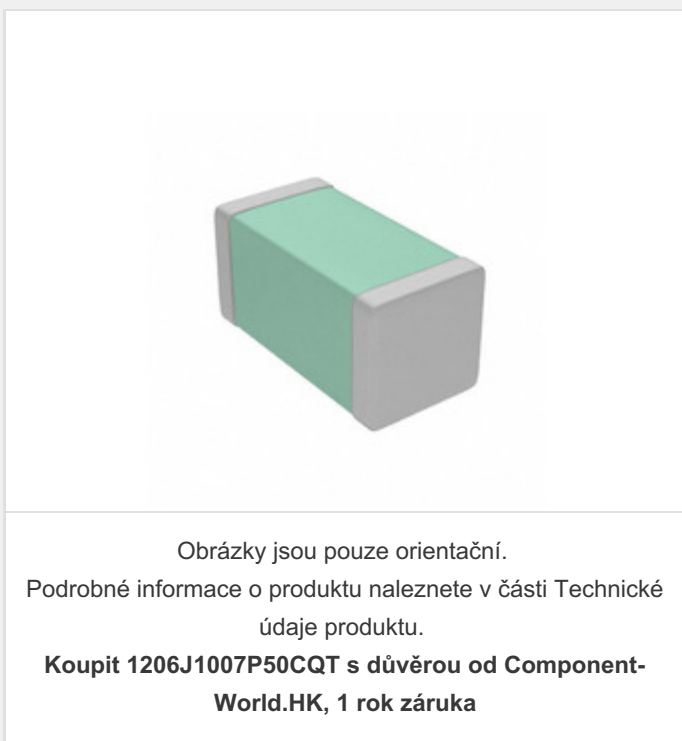 Obrázky jsou pouze orientační.
Podrobné informace o produktu naleznete v části Technické
údaje produktu.
Koupit 1206J1007P50CQT s důvěrou od Component-
World.HK, 1 rok záruka